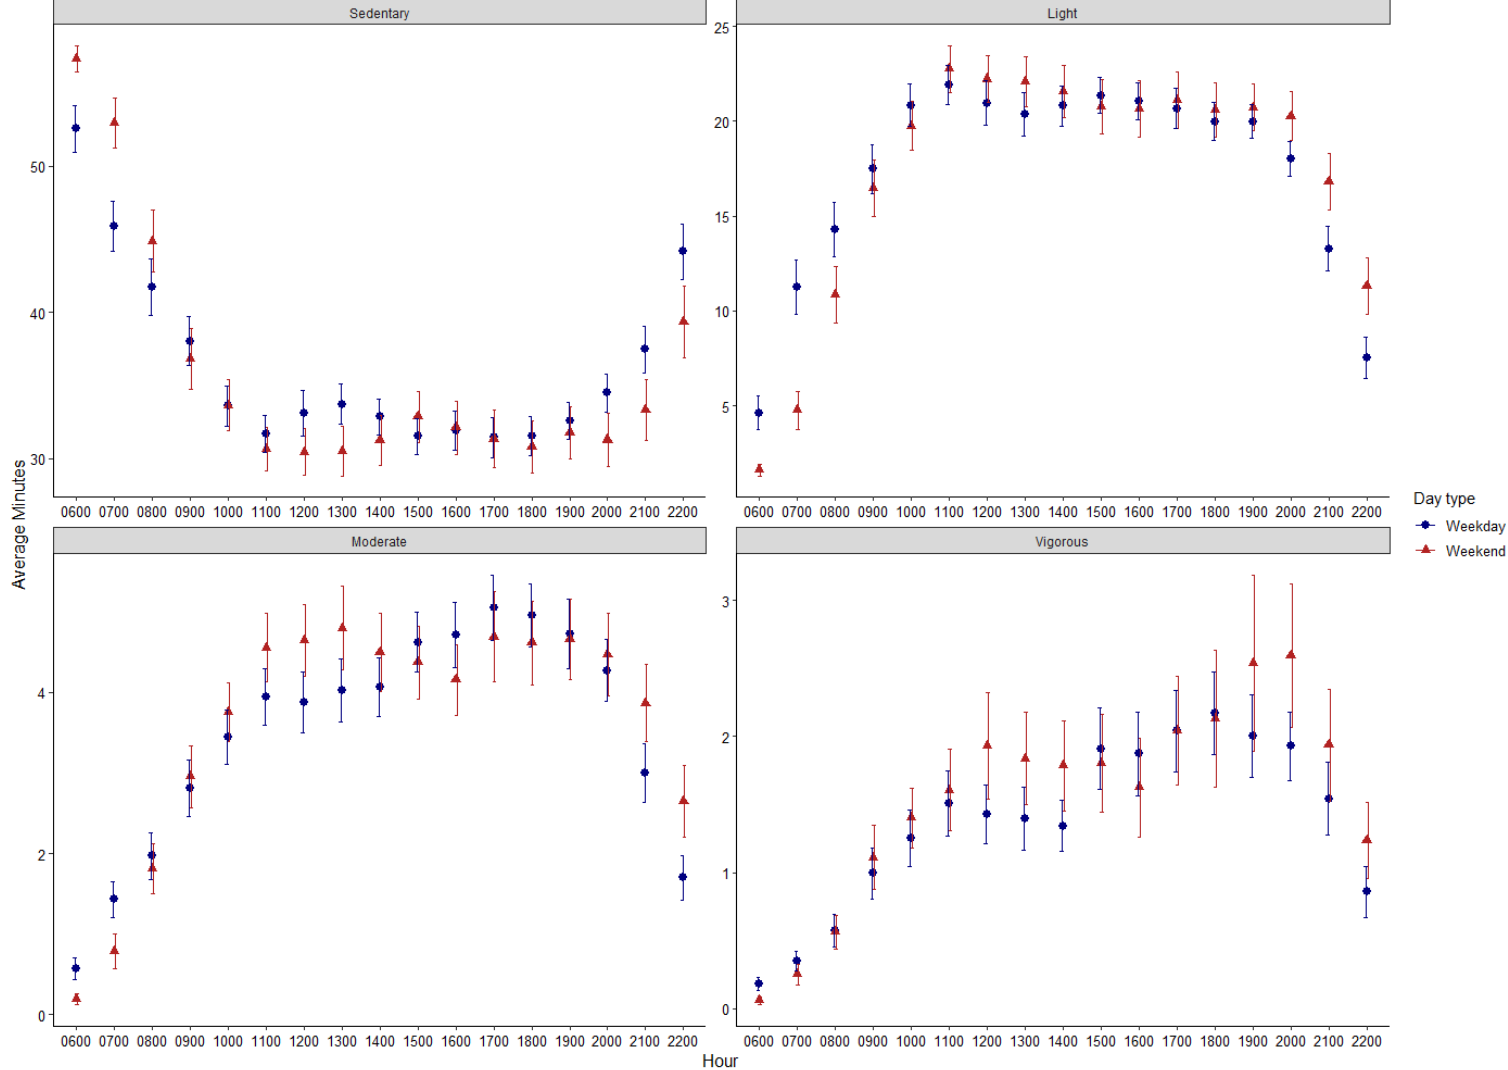 Sedentary
Light
25
20
15
10
5
50
40
30
0600 0700 0800 0900 1000 1100 1200 1300 1400 1500 1600 1700 1800 1900 2000 2100 2200
0600 0700 0800 0900 1000 1100 1200 1300 1400 1500 1600 1700 1800 1900 2000 2100 2200
Average Minutes
Day type
Weekday
Weekend
Moderate
Vigorous
4
2
0
3
2
1
0
0600 0700 0800 0900 1000 1100 1200 1300 1400 1500 1600 1700 1800 1900 2000 2100 2200
0600 0700 0800 0900 1000 1100 1200 1300 1400 1500 1600 1700 1800 1900 2000 2100 2200
Hour